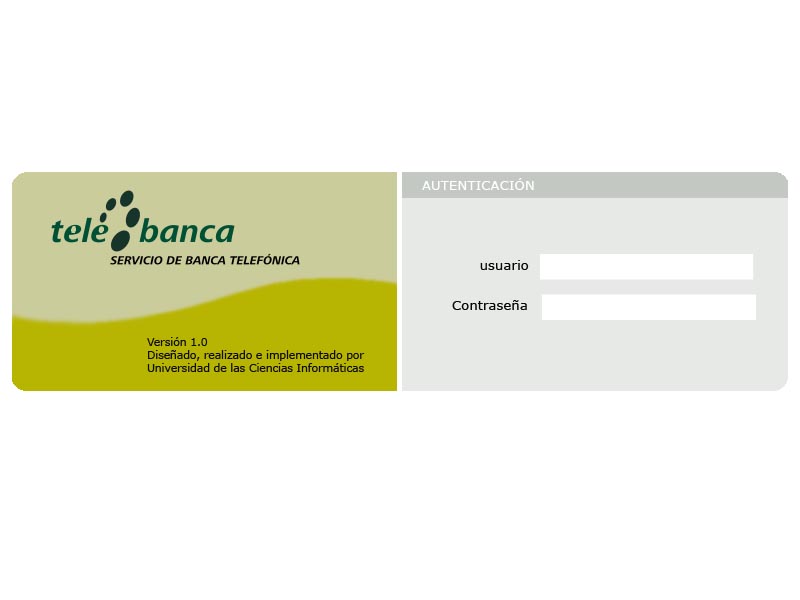 telebanca
SERVICIO DE BANCA TELEFÓNICA
Versión 1.0
Diseñado, realizado e implementado por
Universidad de las Ciencias Informáticas
AUTENTICACIÓN
usuario
Contraseña